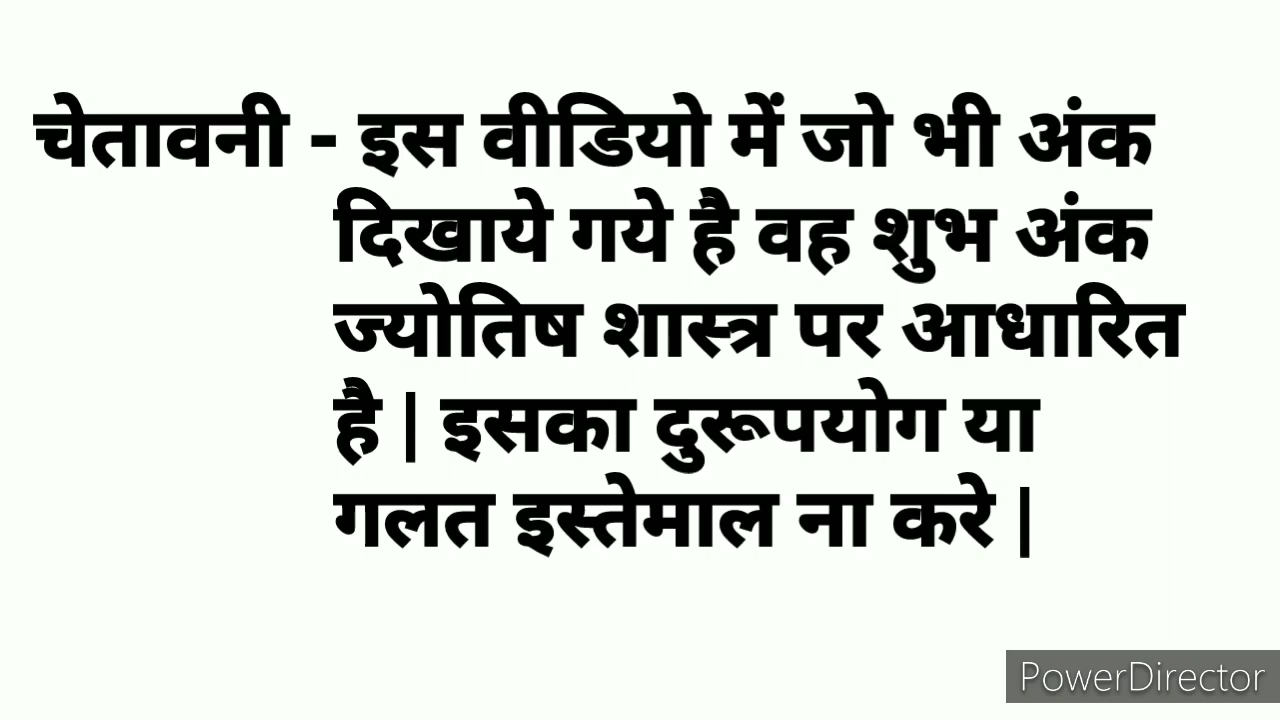 चेतावनी - इस वीडियो में जो भी अंक
दिखाये गये है वह शुभ अंक
ज्योतिष शास्त्र पर आधारित
है | इसका दुरूपयोग या
गलत इस्तेमाल ना करे |
PowerDirector